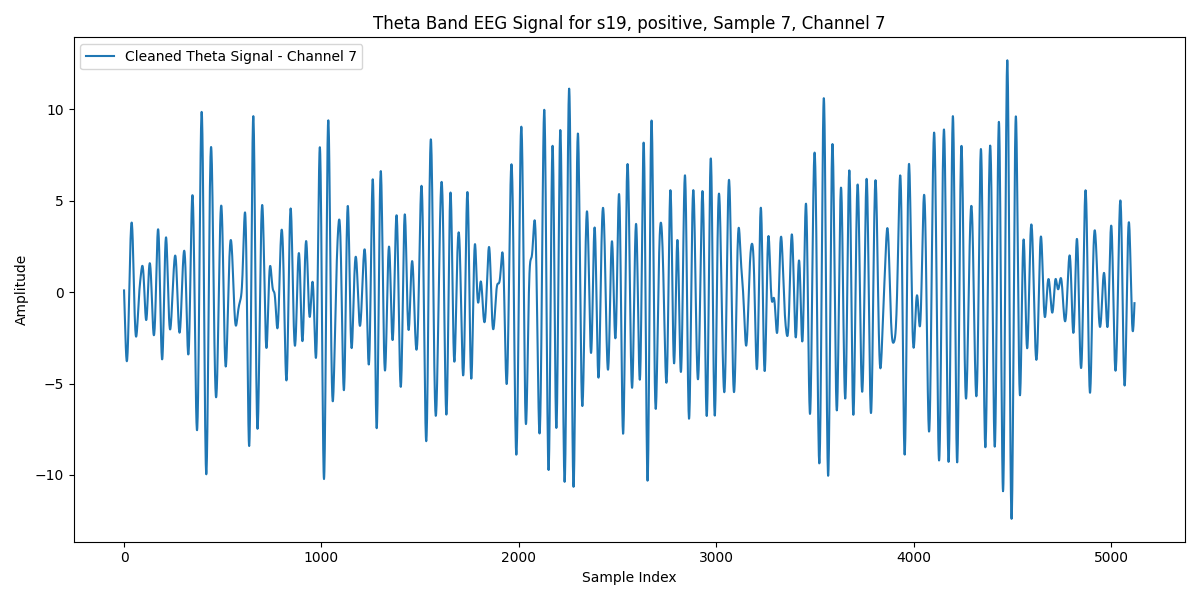 Theta Band EEG Signal for s19, positive, Sample 7, Channel 7
Cleaned Theta Signal - Channel 7
Amplitude
10
5
0
−5
−10
0 1000 2000 3000 4000 5000
Sample Index